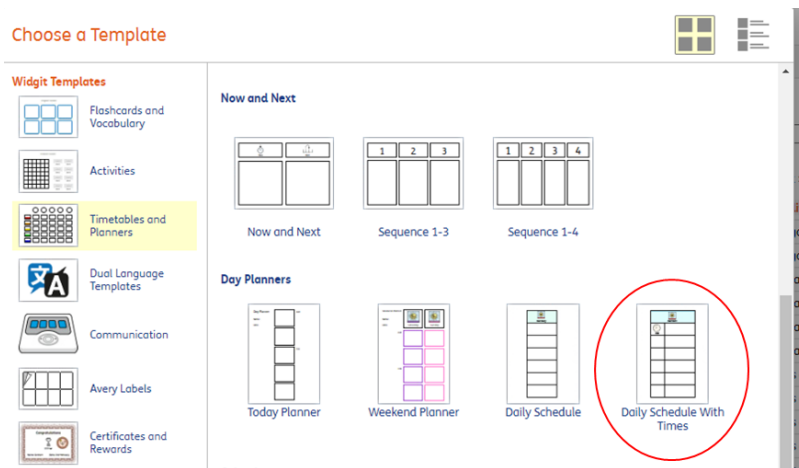 Choose a Template
Widgit Templates
Flashcards and
Vocabulary
Activities
Timetables and
Planners
Dual Language
Templates
Communication
Avery Labels
Certificates and
Rewards
Now and Next
1 2 3
1 2 3 4
Now and Next
Sequence 1-3
Sequence 1-4
Day Planners
Today Planner
Weekend Planner
Daily Schedule
Daily Schedule With
Times